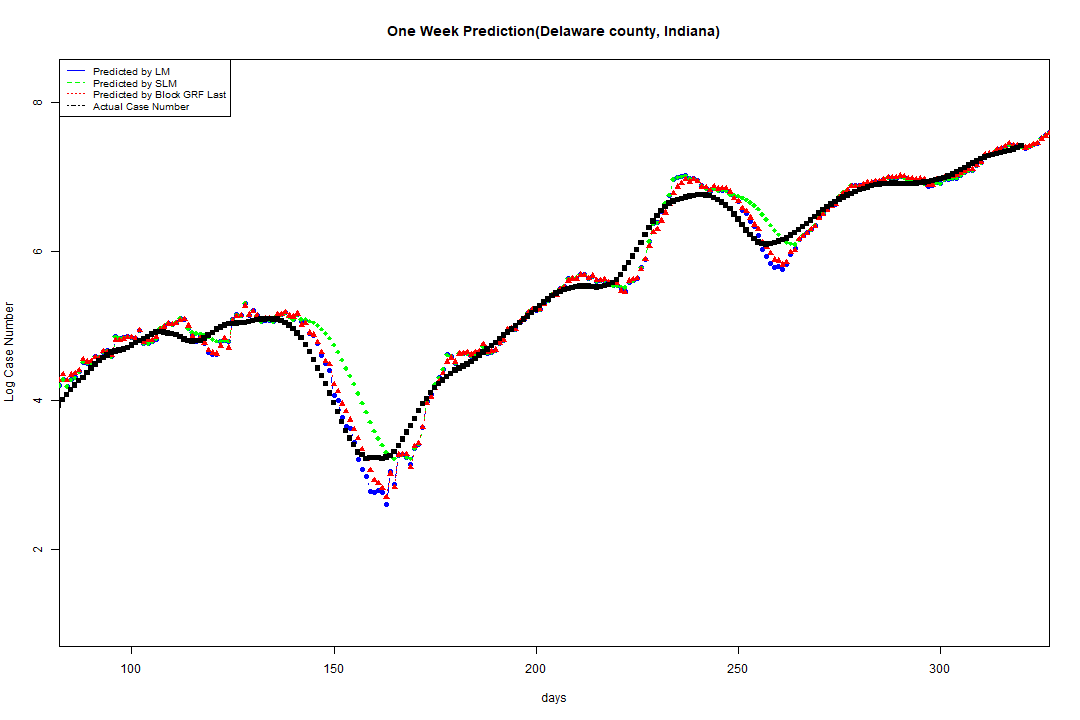 One Week Prediction(Delaware county, Indiana)
Predicted by LM
Predicted by SLM
Predicted by Block GRF Last
Actual Case Number
8
6
4
2
Log Case Number
100 150 200 250 300
days